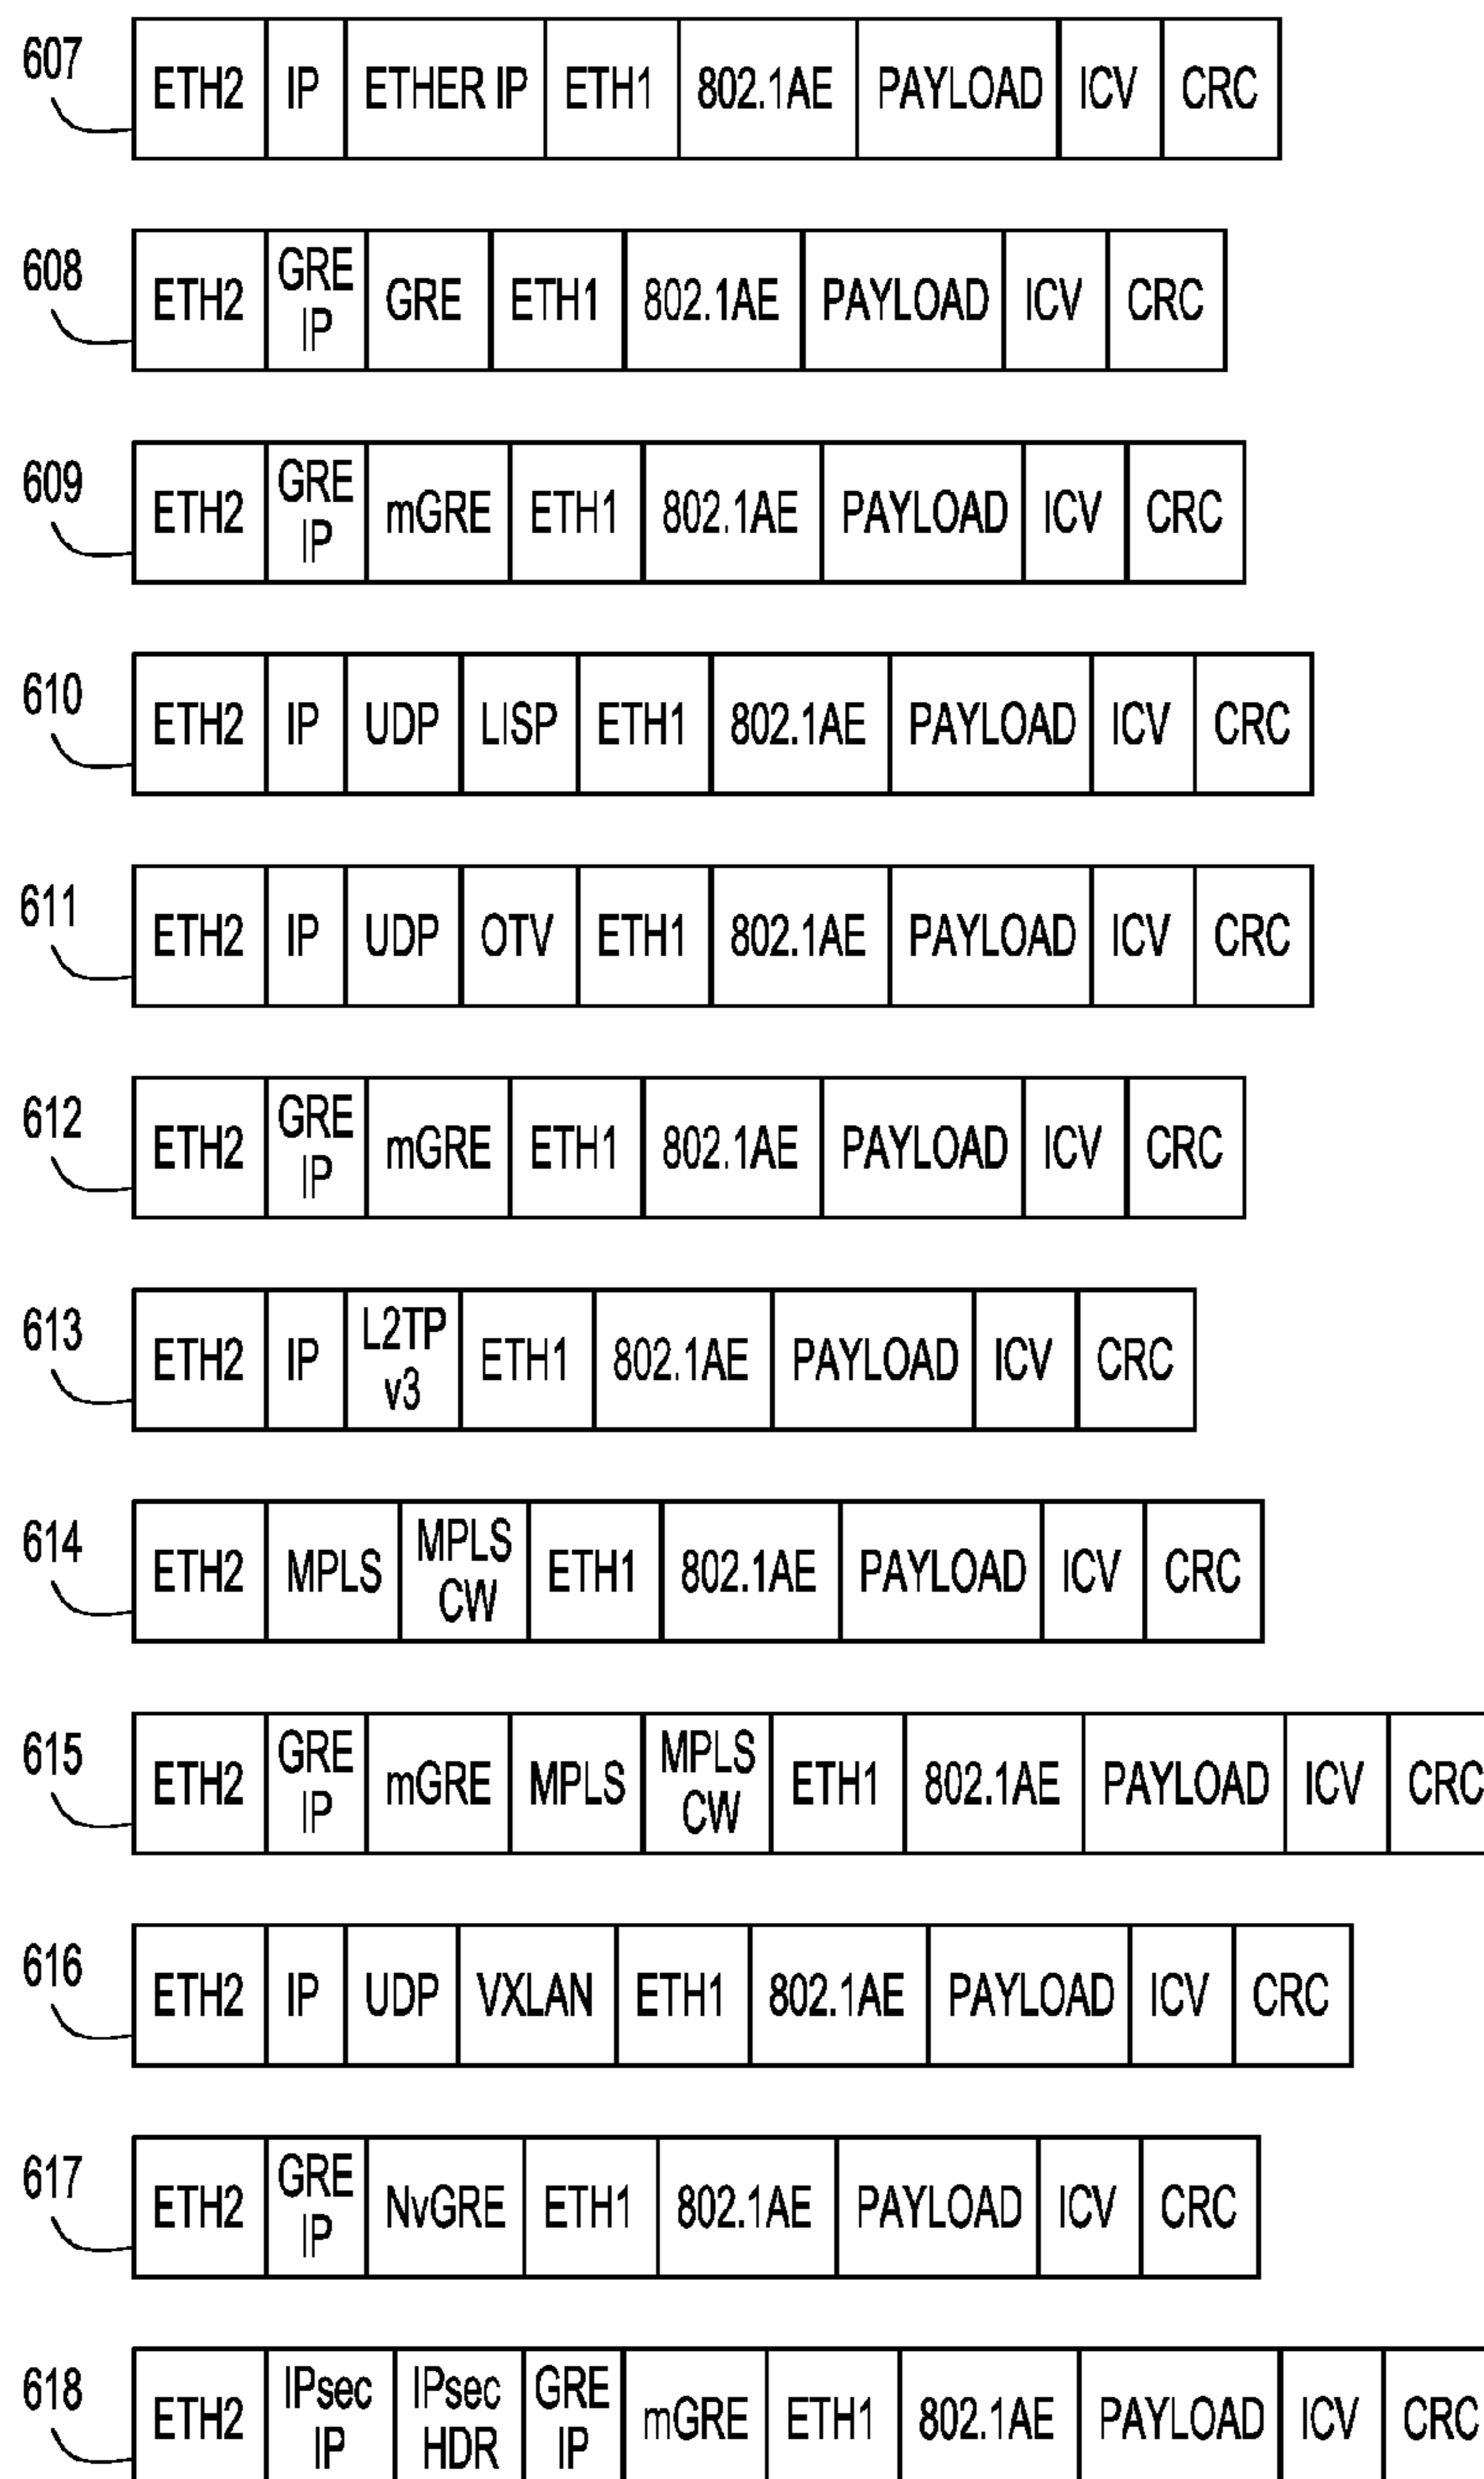 607 ETH2 IP ETHER IP ETH1 802.1AE PAYLOAD ICV CRC
608 ETH2 GRE IP GRE ETH1 802.1AE PAYLOAD ICV CRC
609 ETH2 GRE IP mGRE ETH1 802.1AE PAYLOAD ICV CRC
610 ETH2 IP UDP LISP ETH1 802.1AE PAYLOAD ICV CRC
611 ETH2 IP UDP OTV ETH1 802.1AE PAYLOAD ICV CRC
612 ETH2 GRE IP mGRE ETH1 802.1AE PAYLOAD ICV CRC
613 ETH2 IP L2TP v3 ETH1 802.1AE PAYLOAD ICV CRC
614 ETH2 MPLS MPLS CW ETH1 802.1AE PAYLOAD ICV CRC
615 ETH2 GRE IP mGRE MPLS MPLS CW ETH1 802.1AE PAYLOAD ICV CRC
616 ETH2 IP UDP VXLAN ETH1 802.1AE PAYLOAD ICV CRC
617 ETH2 GRE IP NvGRE ETH1 802.1AE PAYLOAD ICV CRC
618 ETH2 IPsec IP IPsec HDR GRE IP mGRE ETH1 802.1AE PAYLOAD ICV CRC